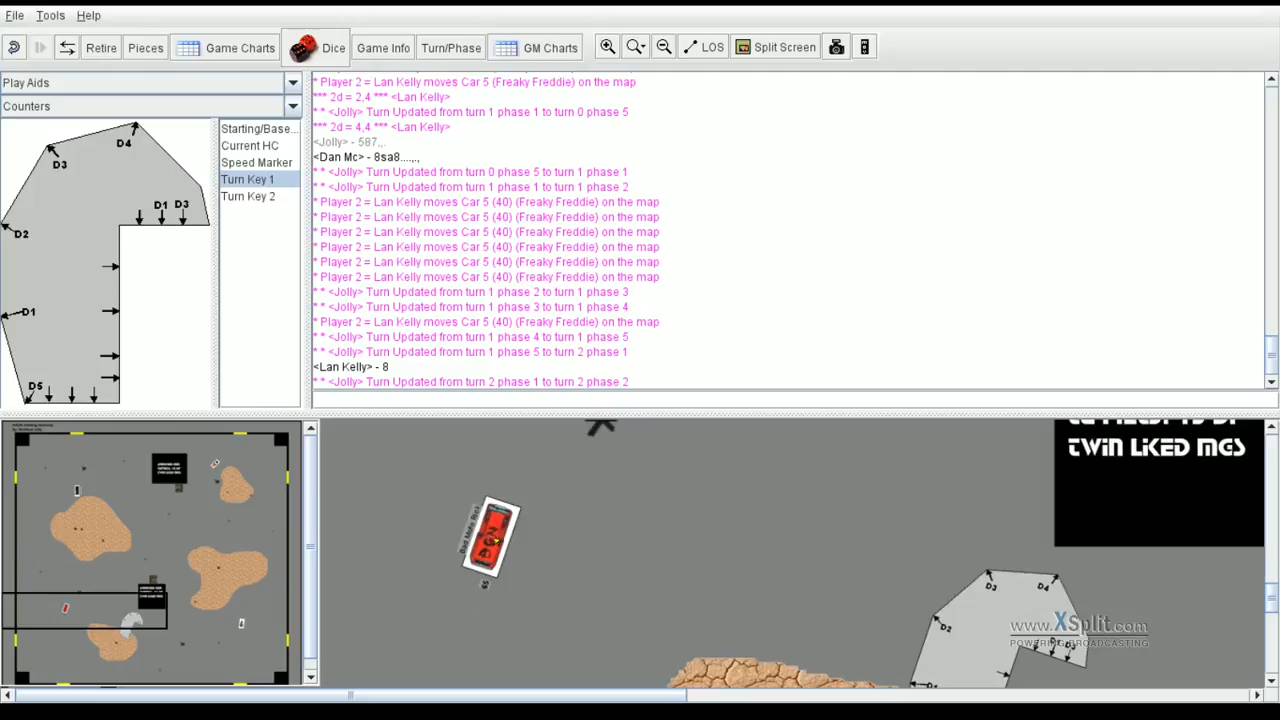 File Tools Help
Retire Pieces Game Charts Dice Game Info Turn/Phase GM Charts LOS Split Screen
Play Aids
Counters
Starting/Base...
Current HC
Speed Marker
Turn Key 1
Turn Key 2
D4
D3
D1 D3
D2
D1
D5
* Player 2 = Lan Kelly moves Car 5 (Freaky Freddie) on the map
*** 2d = 2,4 *** <Lan Kelly>
* * <Jolly> Turn Updated from turn 1 phase 1 to turn 0 phase 5
*** 2d = 4,4 *** <Lan Kelly>
<Jolly> - 587,,.
<Dan Mc> - 8sa8....,.,
* * <Jolly> Turn Updated from turn 0 phase 5 to turn 1 phase 1
* * <Jolly> Turn Updated from turn 1 phase 1 to turn 1 phase 2
* Player 2 = Lan Kelly moves Car 5 (40) (Freaky Freddie) on the map
* Player 2 = Lan Kelly moves Car 5 (40) (Freaky Freddie) on the map
* Player 2 = Lan Kelly moves Car 5 (40) (Freaky Freddie) on the map
* Player 2 = Lan Kelly moves Car 5 (40) (Freaky Freddie) on the map
* Player 2 = Lan Kelly moves Car 5 (40) (Freaky Freddie) on the map
* Player 2 = Lan Kelly moves Car 5 (40) (Freaky Freddie) on the map
* * <Jolly> Turn Updated from turn 1 phase 2 to turn 1 phase 3
* * <Jolly> Turn Updated from turn 1 phase 3 to turn 1 phase 4
* Player 2 = Lan Kelly moves Car 5 (40) (Freaky Freddie) on the map
* * <Jolly> Turn Updated from turn 1 phase 4 to turn 1 phase 5
* * <Jolly> Turn Updated from turn 1 phase 5 to turn 2 phase 1
<Lan Kelly> - 8
* * <Jolly> Turn Updated from turn 2 phase 1 to turn 2 phase 2
TWIN LIKED MGS
D3
D4
D2
www.XSplit.com
POWERING BROADCASTING